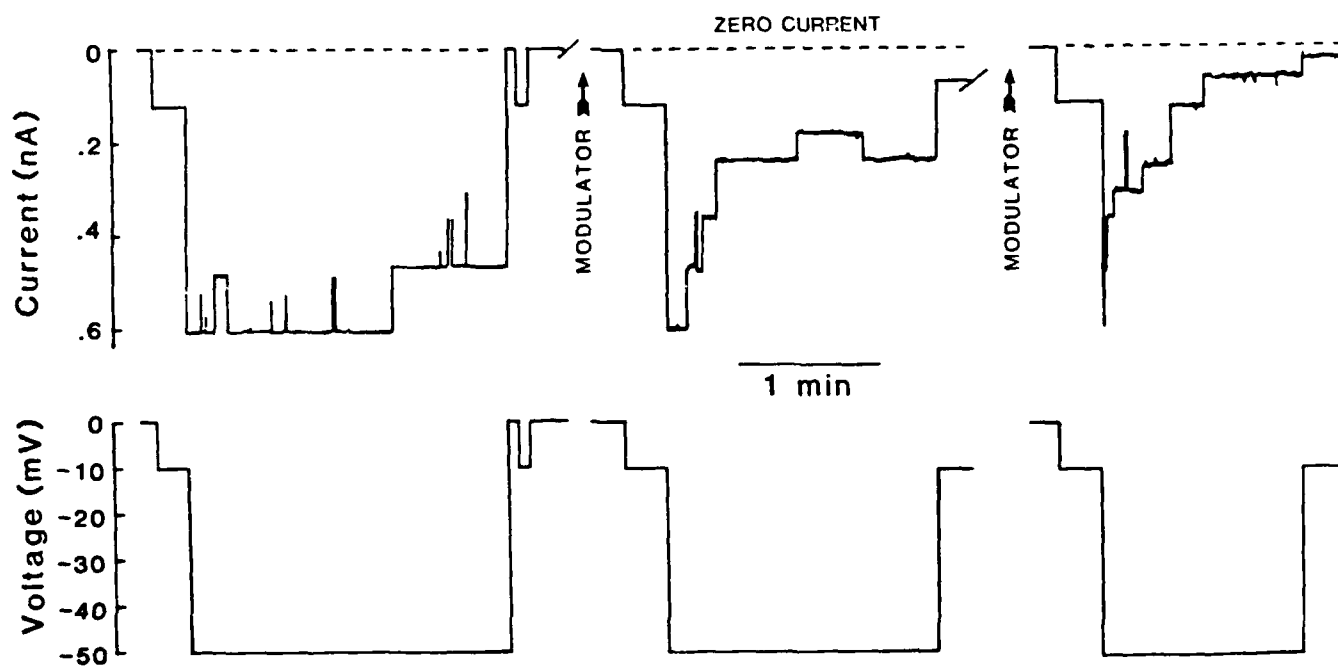 ZERO CURRENT
Current (nA)
0
.2
.4
.6
MODULATOR
MODULATOR
1 min
Voltage (mV)
0
-10
-20
-30
-40
-50